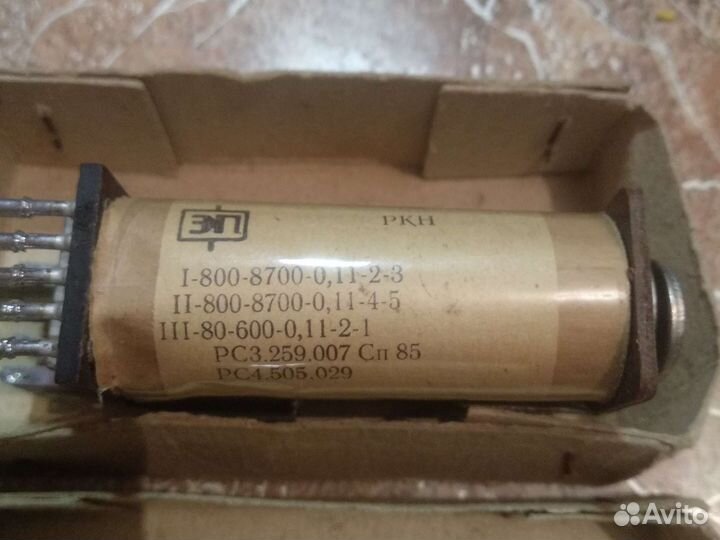 ЭП
РКН
I-800-8700-0,11-2-3
II-800-8700-0,11-4-5
III-80-600-0,11-2-1
РС3.259.007 Сп 85
РС4.505.029
Avito